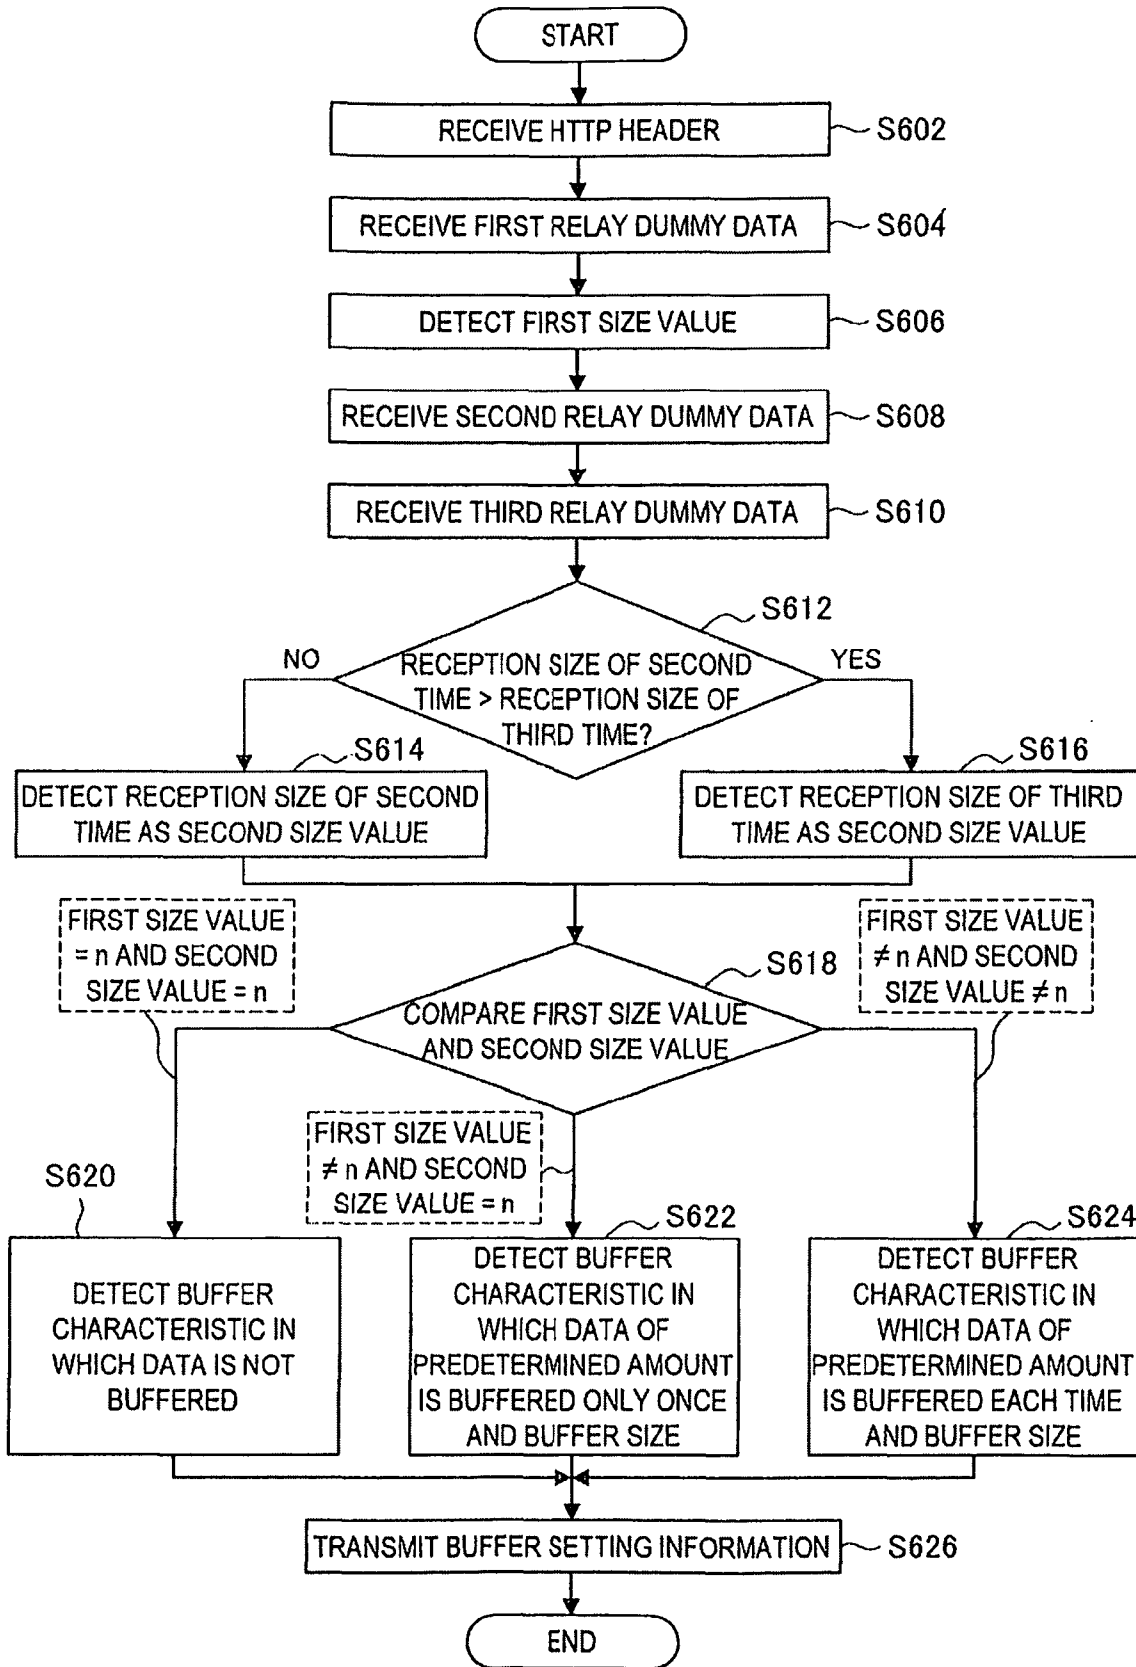 START
RECEIVE HTTP HEADER
S602
RECEIVE FIRST RELAY DUMMY DATA
S604
DETECT FIRST SIZE VALUE
S606
RECEIVE SECOND RELAY DUMMY DATA
S608
RECEIVE THIRD RELAY DUMMY DATA
S610
S612
NO
YES
RECEPTION SIZE OF SECOND
TIME > RECEPTION SIZE OF
THIRD TIME?
S614
DETECT RECEPTION SIZE OF SECOND
TIME AS SECOND SIZE VALUE
S616
DETECT RECEPTION SIZE OF THIRD
TIME AS SECOND SIZE VALUE
FIRST SIZE VALUE
= n AND SECOND
SIZE VALUE = n
FIRST SIZE VALUE
≠ n AND SECOND
SIZE VALUE ≠ n
S618
COMPARE FIRST SIZE VALUE
AND SECOND SIZE VALUE
FIRST SIZE VALUE
≠ n AND SECOND
SIZE VALUE = n
S620
DETECT BUFFER
CHARACTERISTIC IN
WHICH DATA IS NOT
BUFFERED
S622
DETECT BUFFER
CHARACTERISTIC IN
WHICH DATA OF
PREDETERMINED AMOUNT
IS BUFFERED ONLY ONCE
AND BUFFER SIZE
S624
DETECT BUFFER
CHARACTERISTIC IN
WHICH DATA OF
PREDETERMINED AMOUNT
IS BUFFERED EACH TIME
AND BUFFER SIZE
TRANSMIT BUFFER SETTING INFORMATION
S626
END